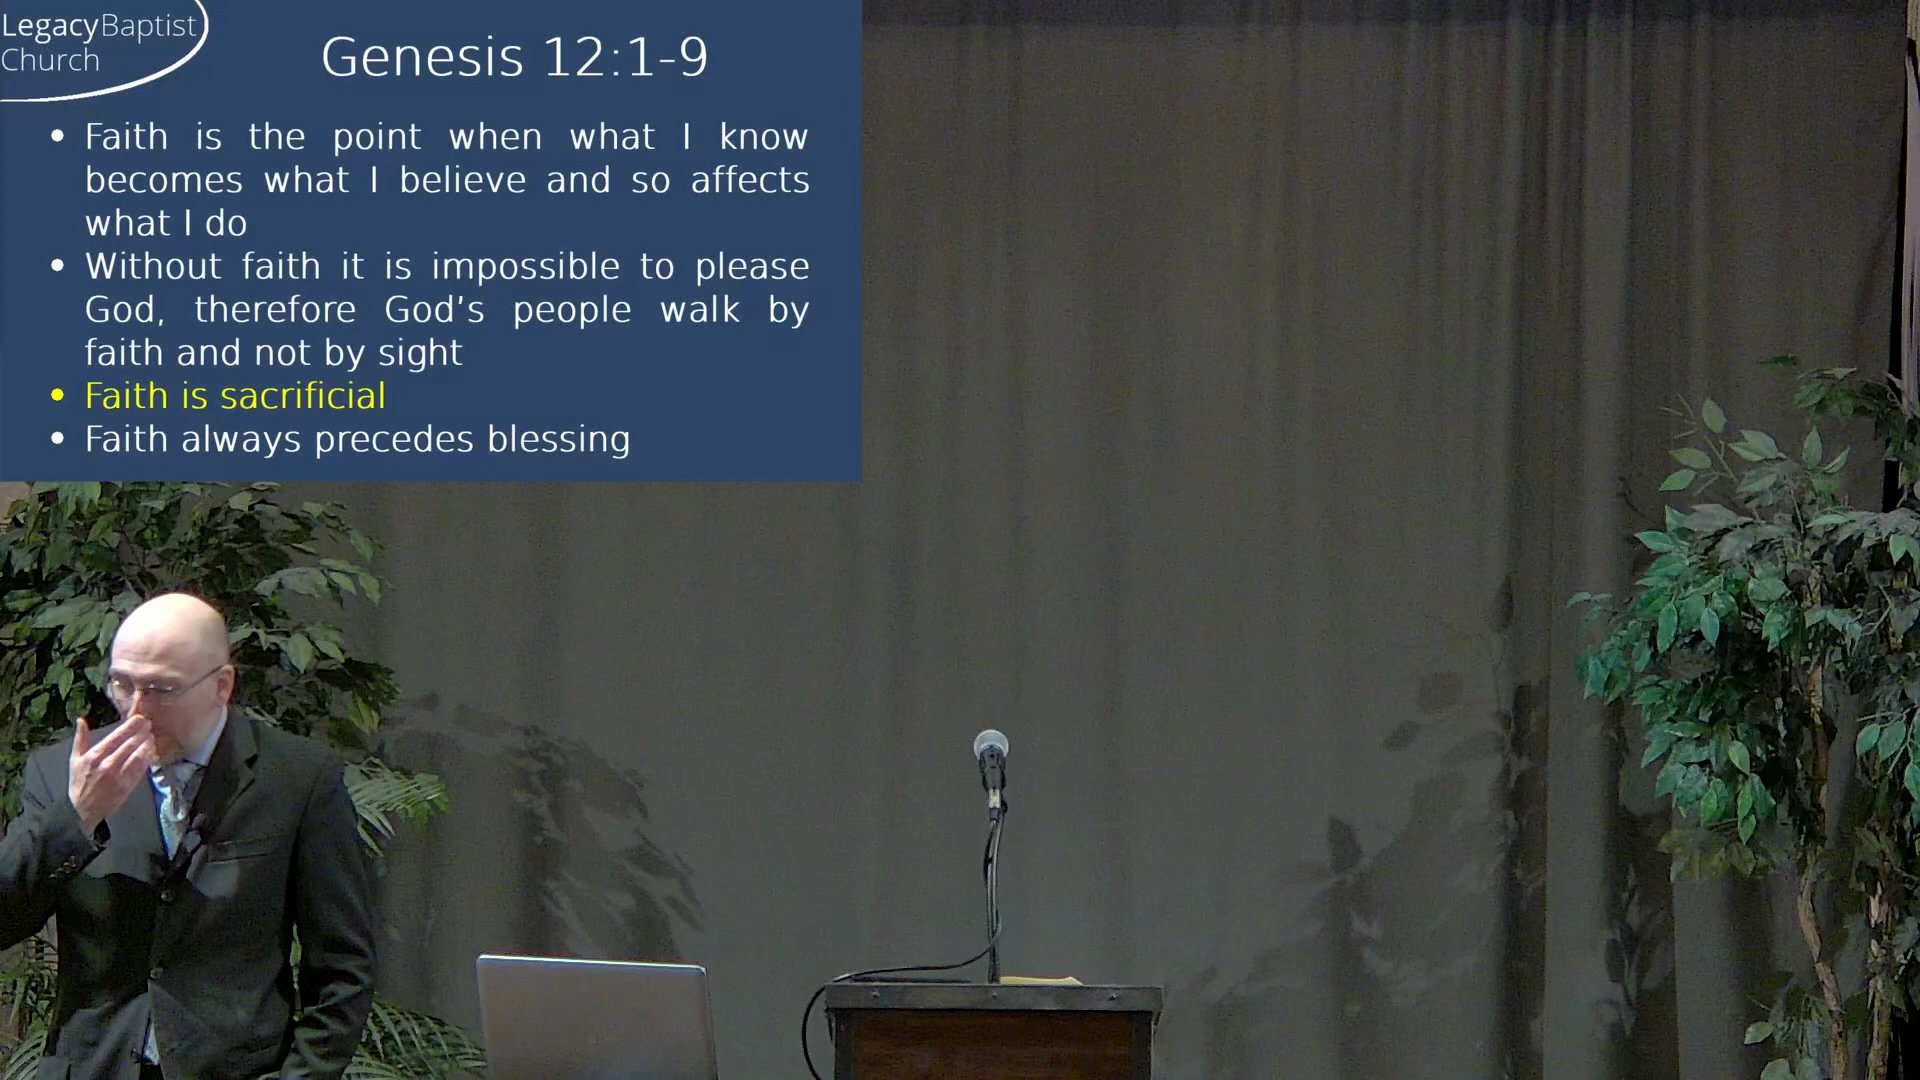 LegacyBaptist
Church
Genesis 12:1-9
• Faith is the point when what I know
becomes what I believe and so affects
what I do
• Without faith it is impossible to please
God, therefore God's people walk by
faith and not by sight
• Faith is sacrificial
• Faith always precedes blessing